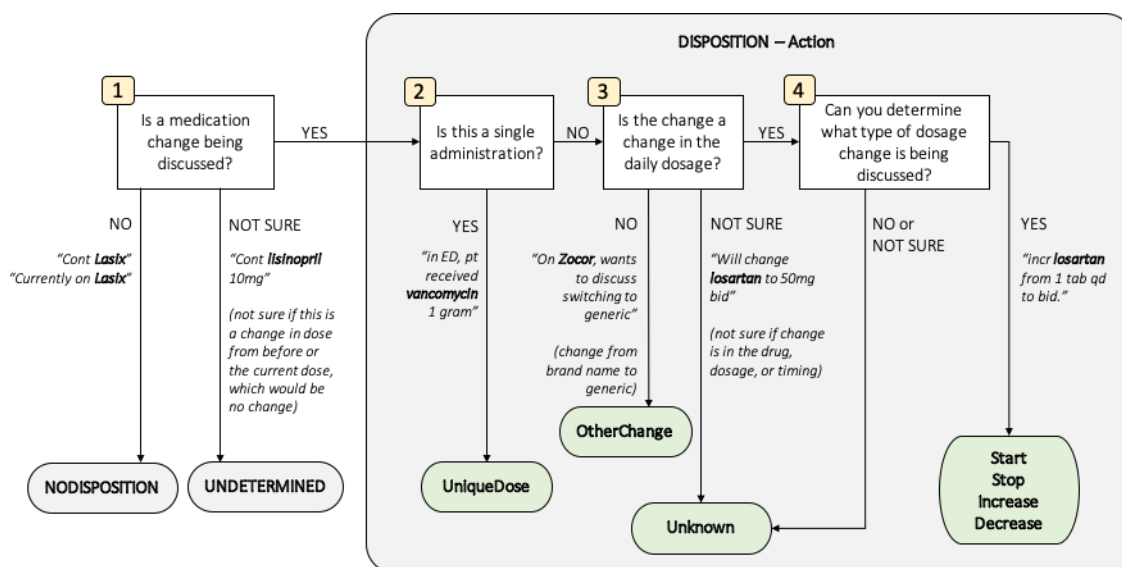 DISPOSITION – Action
1
Is a medication
change being
discussed?
YES
2
Is this a single
administration?
NO
3
Is the change a
change in the
daily dosage?
YES
4
Can you determine
what type of dosage
change is being
discussed?
NO
“Cont Lasix”
“Currently on Lasix”
NOT SURE
“Cont lisinopril
10mg”
(not sure if this is
a change in dose
from before or
the current dose,
which would be
no change)
YES
“in ED, pt
received
vancomycin
1 gram”
NO
“On Zocor, wants
to discuss
switching to
generic”
(change from
brand name to
generic)
NOT SURE
“Will change
losartan to 50mg
bid”
(not sure if change
is in the drug,
dosage, or timing)
NO or
NOT SURE
YES
“incr losartan
from 1 tab qd
to bid.”
NODISPOSITION
UNDETERMINED
UniqueDose
OtherChange
Unknown
Start
Stop
Increase
Decrease